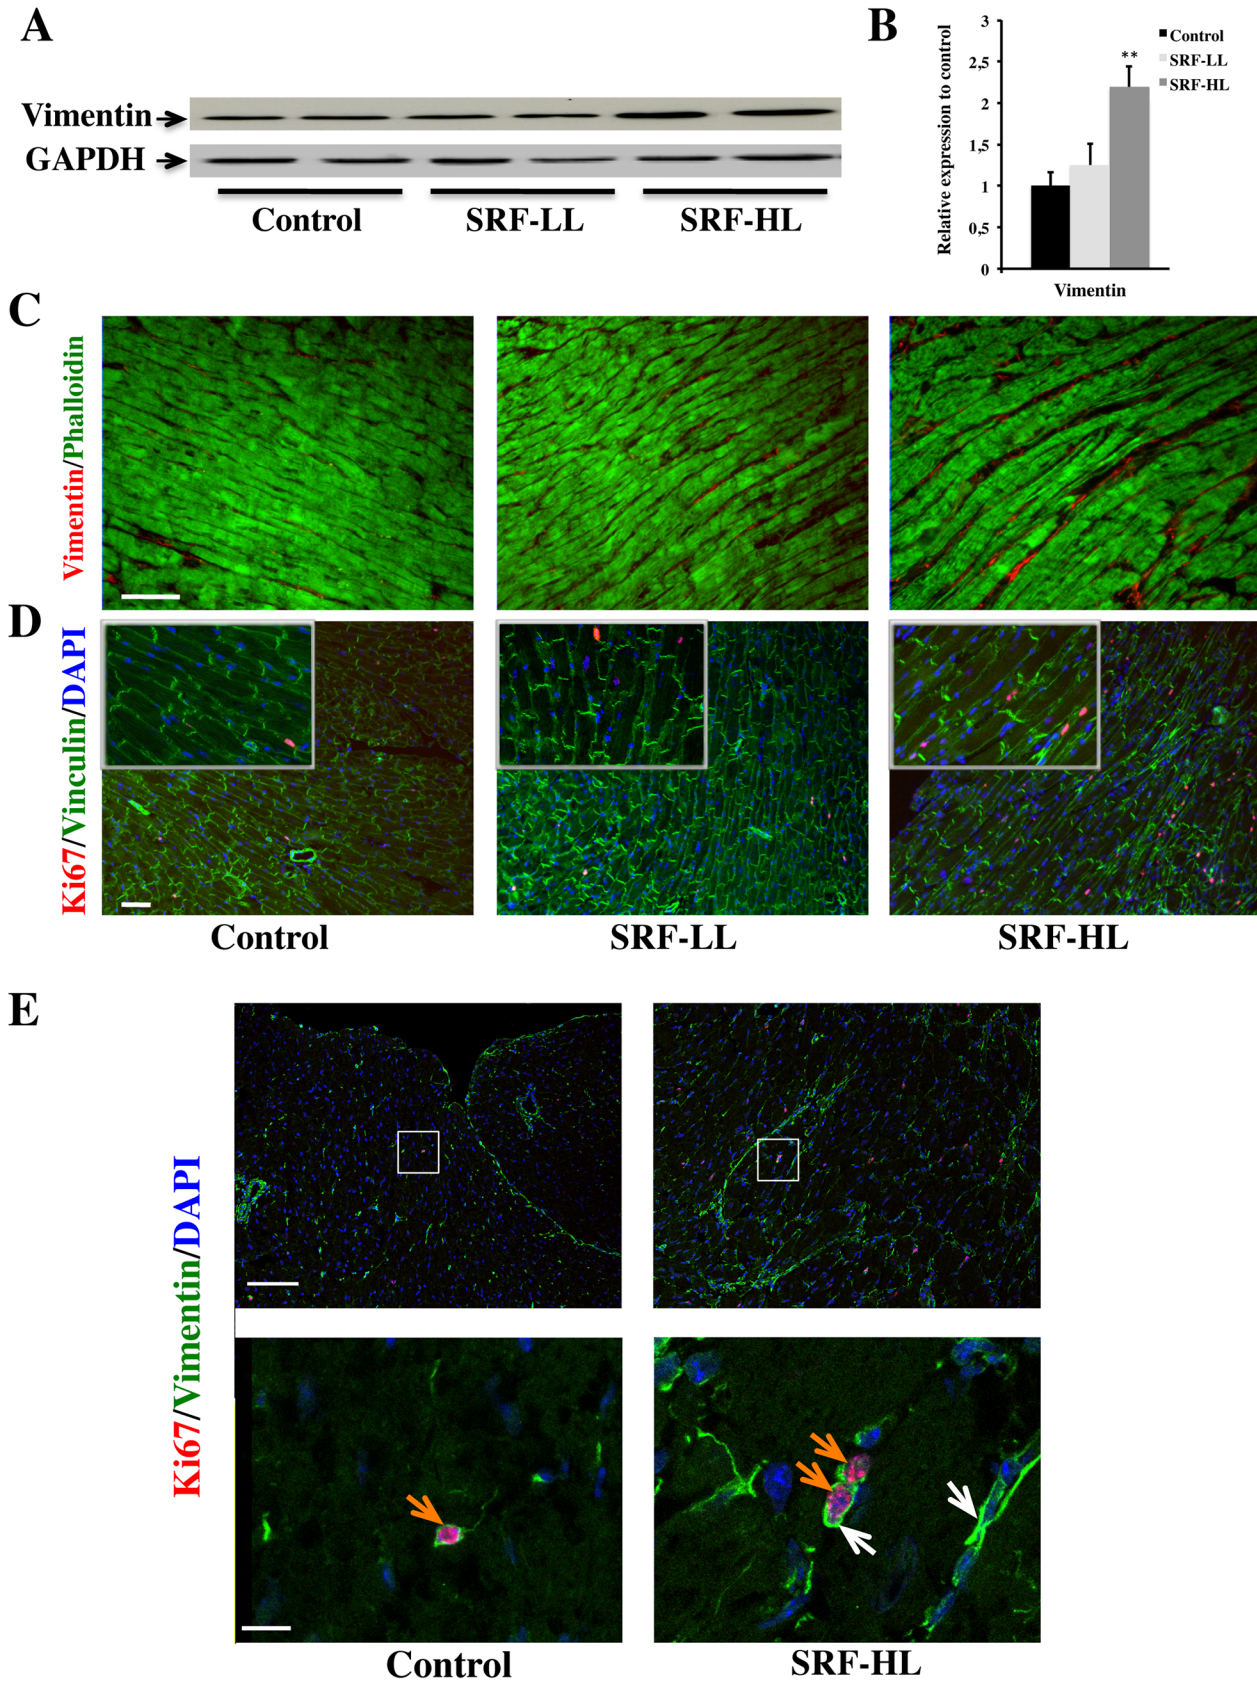 A
Vimentin
GAPDH
Control
SRF-LL
SRF-HL
B
Relative expression to control
3
2,5
2
1,5
1
0,5
0
**
Control
SRF-LL
SRF-HL
Vimentin
C
Vimentin/Phalloidin
D
Ki67/Vinculin/DAPI
Control
SRF-LL
SRF-HL
E
Ki67/Vimentin/DAPI
Control
SRF-HL